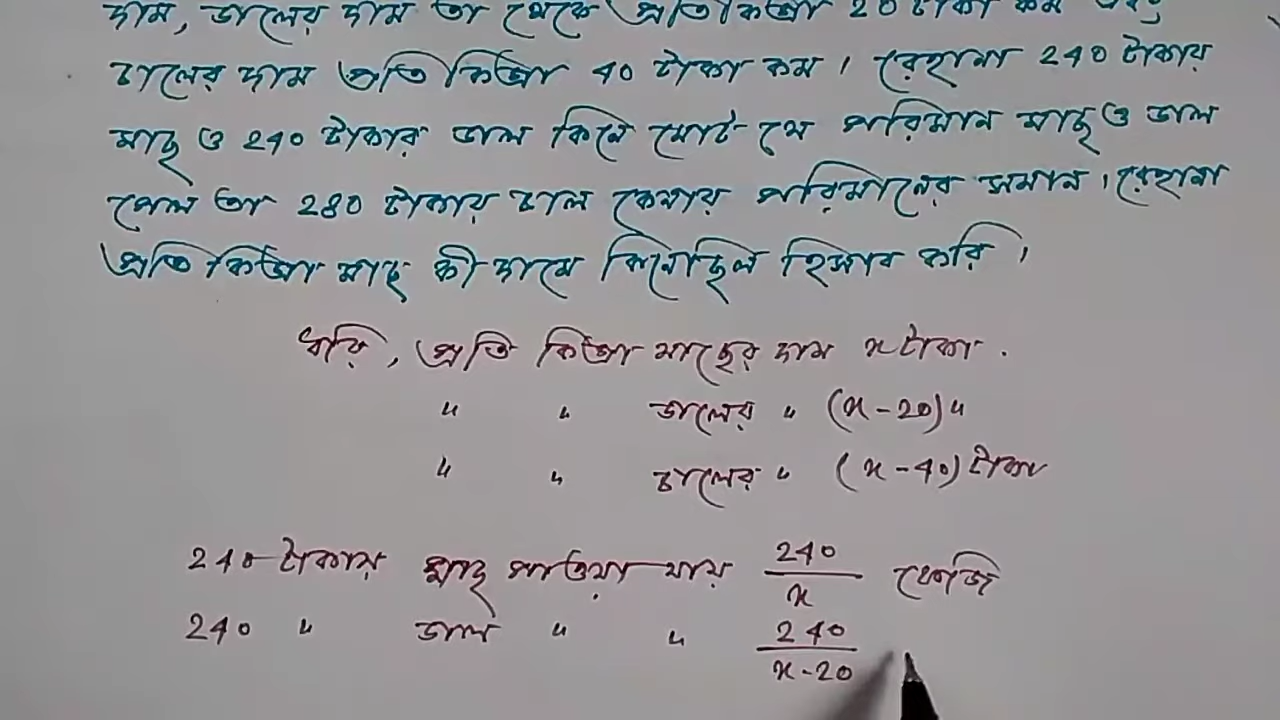 দাম, ডালের দাম তা থেকে প্রতি কিগ্রা 20 টাকা কম এবং
চালের দাম প্রতি কিগ্রা 40 টাকা কম। রেহানা 240 টাকায়
মাছ ও 240 টাকার ডাল কিনে মোট যে পরিমান মাছ ও ডাল
পেল তা 280 টাকায় চাল কেনার পরিমানের সমান। রেহানা
প্রতি কিগ্রা মাছ কী দামে কিনেছিল হিসাব করি।
ধরি, প্রতি কিগ্রা মাছের দাম x টাকা.
" " ডালের " (x-20) "
" " চালের " (x-40) টাকা
240 টাকায় মাছ পাওয়া যায় 240/x কেজি
240 " ডাল " " 240/x-20